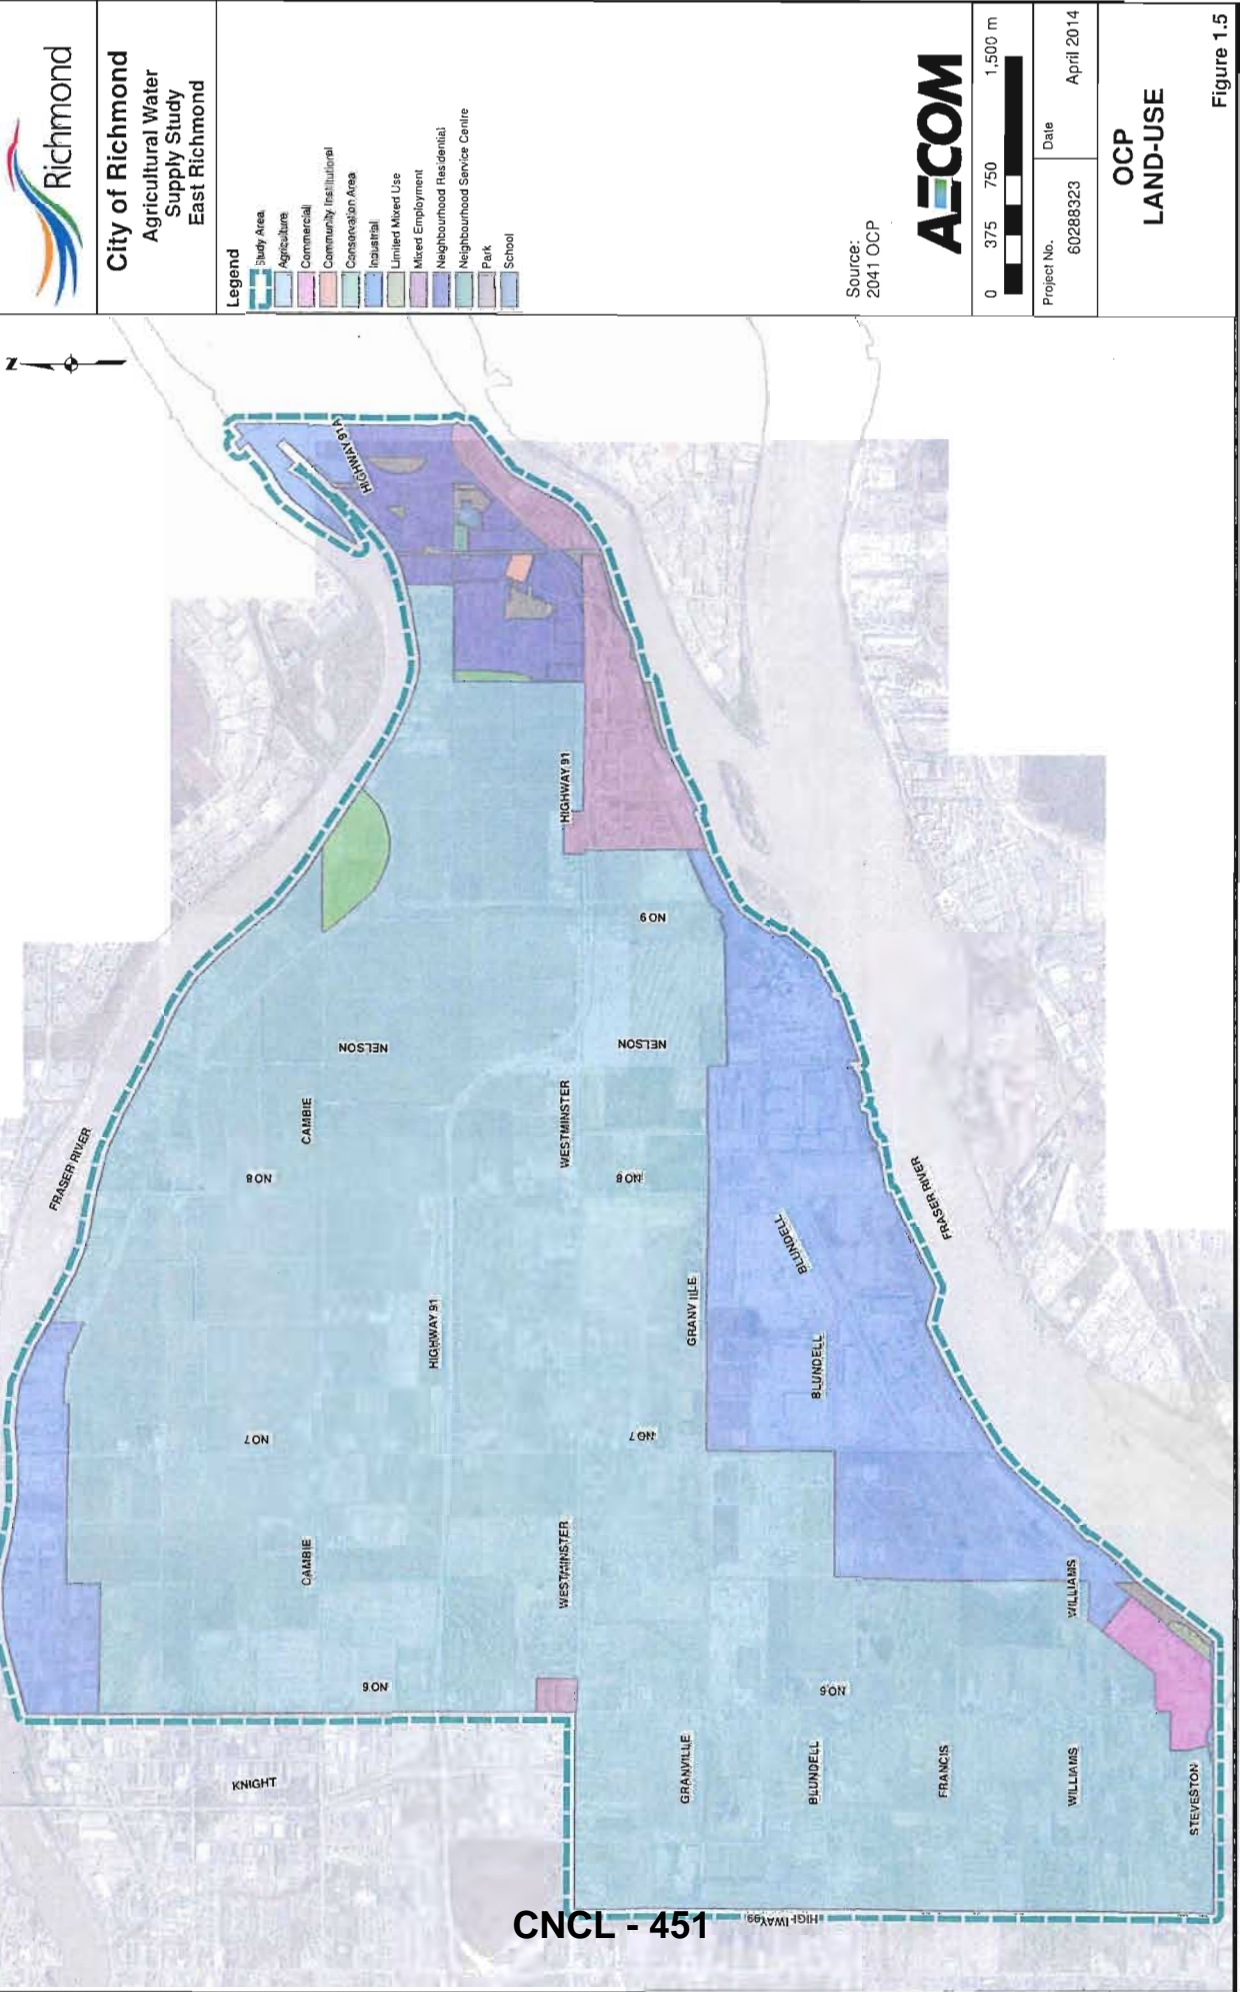 Richmond
City of Richmond
Agricultural Water
Supply Study
East Richmond
Legend
Study Area
Agriculture
Commercial
Community Institutional
Conservation Area
Industrial
Limited Mixed Use
Mixed Employment
Neighbourhood Residential
Neighbourhood Service Centre
Park
School
Source:
2041 OCP
AECOM
0 375 750 1,500 m
Project No.
60288323
Date
April 2014
OCP
LAND-USE
Figure 1.5
N
HIGHWAY 91A
FRASER RIVER
CAMBIE
NELSON
NO 8
HIGHWAY 91
NO 9
NELSON
WESTMINSTER
NO 8
HIGHWAY 91
GRANVILLE
BLUNDELL
BLUNDELL
FRASER RIVER
NO 7
NO 7
CAMBIE
WESTMINSTER
WILLIAMS
NO 6
NO 6
KNIGHT
GRANVILLE
BLUNDELL
FRANCIS
WILLIAMS
STEVESTON
HIGHWAY 99
CNCL - 451